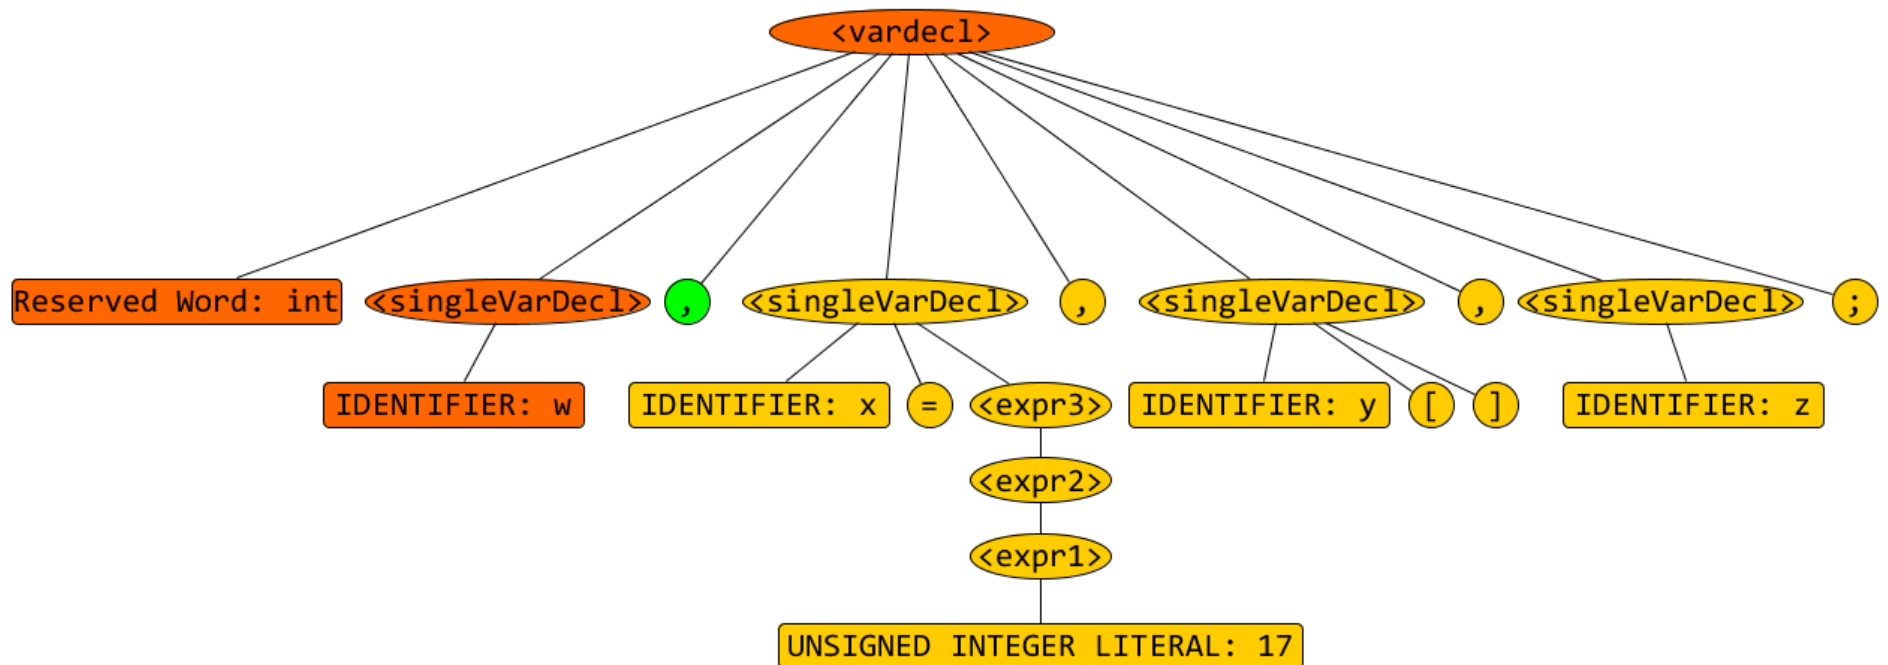 <vardecl>
Reserved Word: int <singleVarDecl> , <singleVarDecl> , <singleVarDecl> , <singleVarDecl> ;
IDENTIFIER: w IDENTIFIER: x = <expr3> IDENTIFIER: y [ ] IDENTIFIER: z
<expr2>
<expr1>
UNSIGNED INTEGER LITERAL: 17